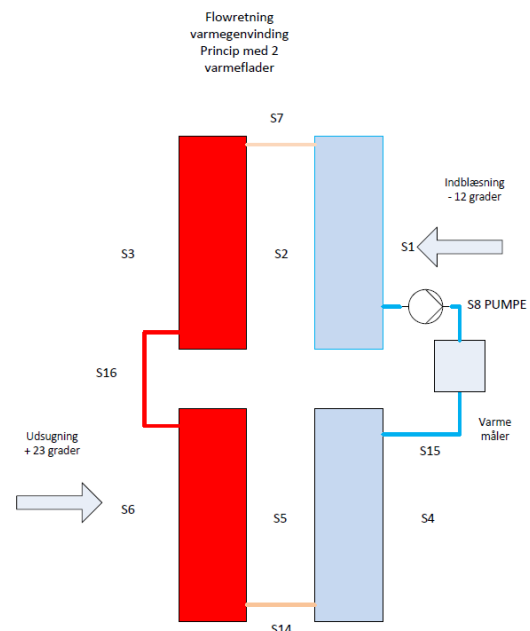 Flowretning
varmegenvinding
Princip med 2
varmeflader
S7
Indblæsning
- 12 grader
S3
S2
S1
S8 PUMPE
S16
Varme
måler
Udsugning
+ 23 grader
S15
S6
S5
S4
S14